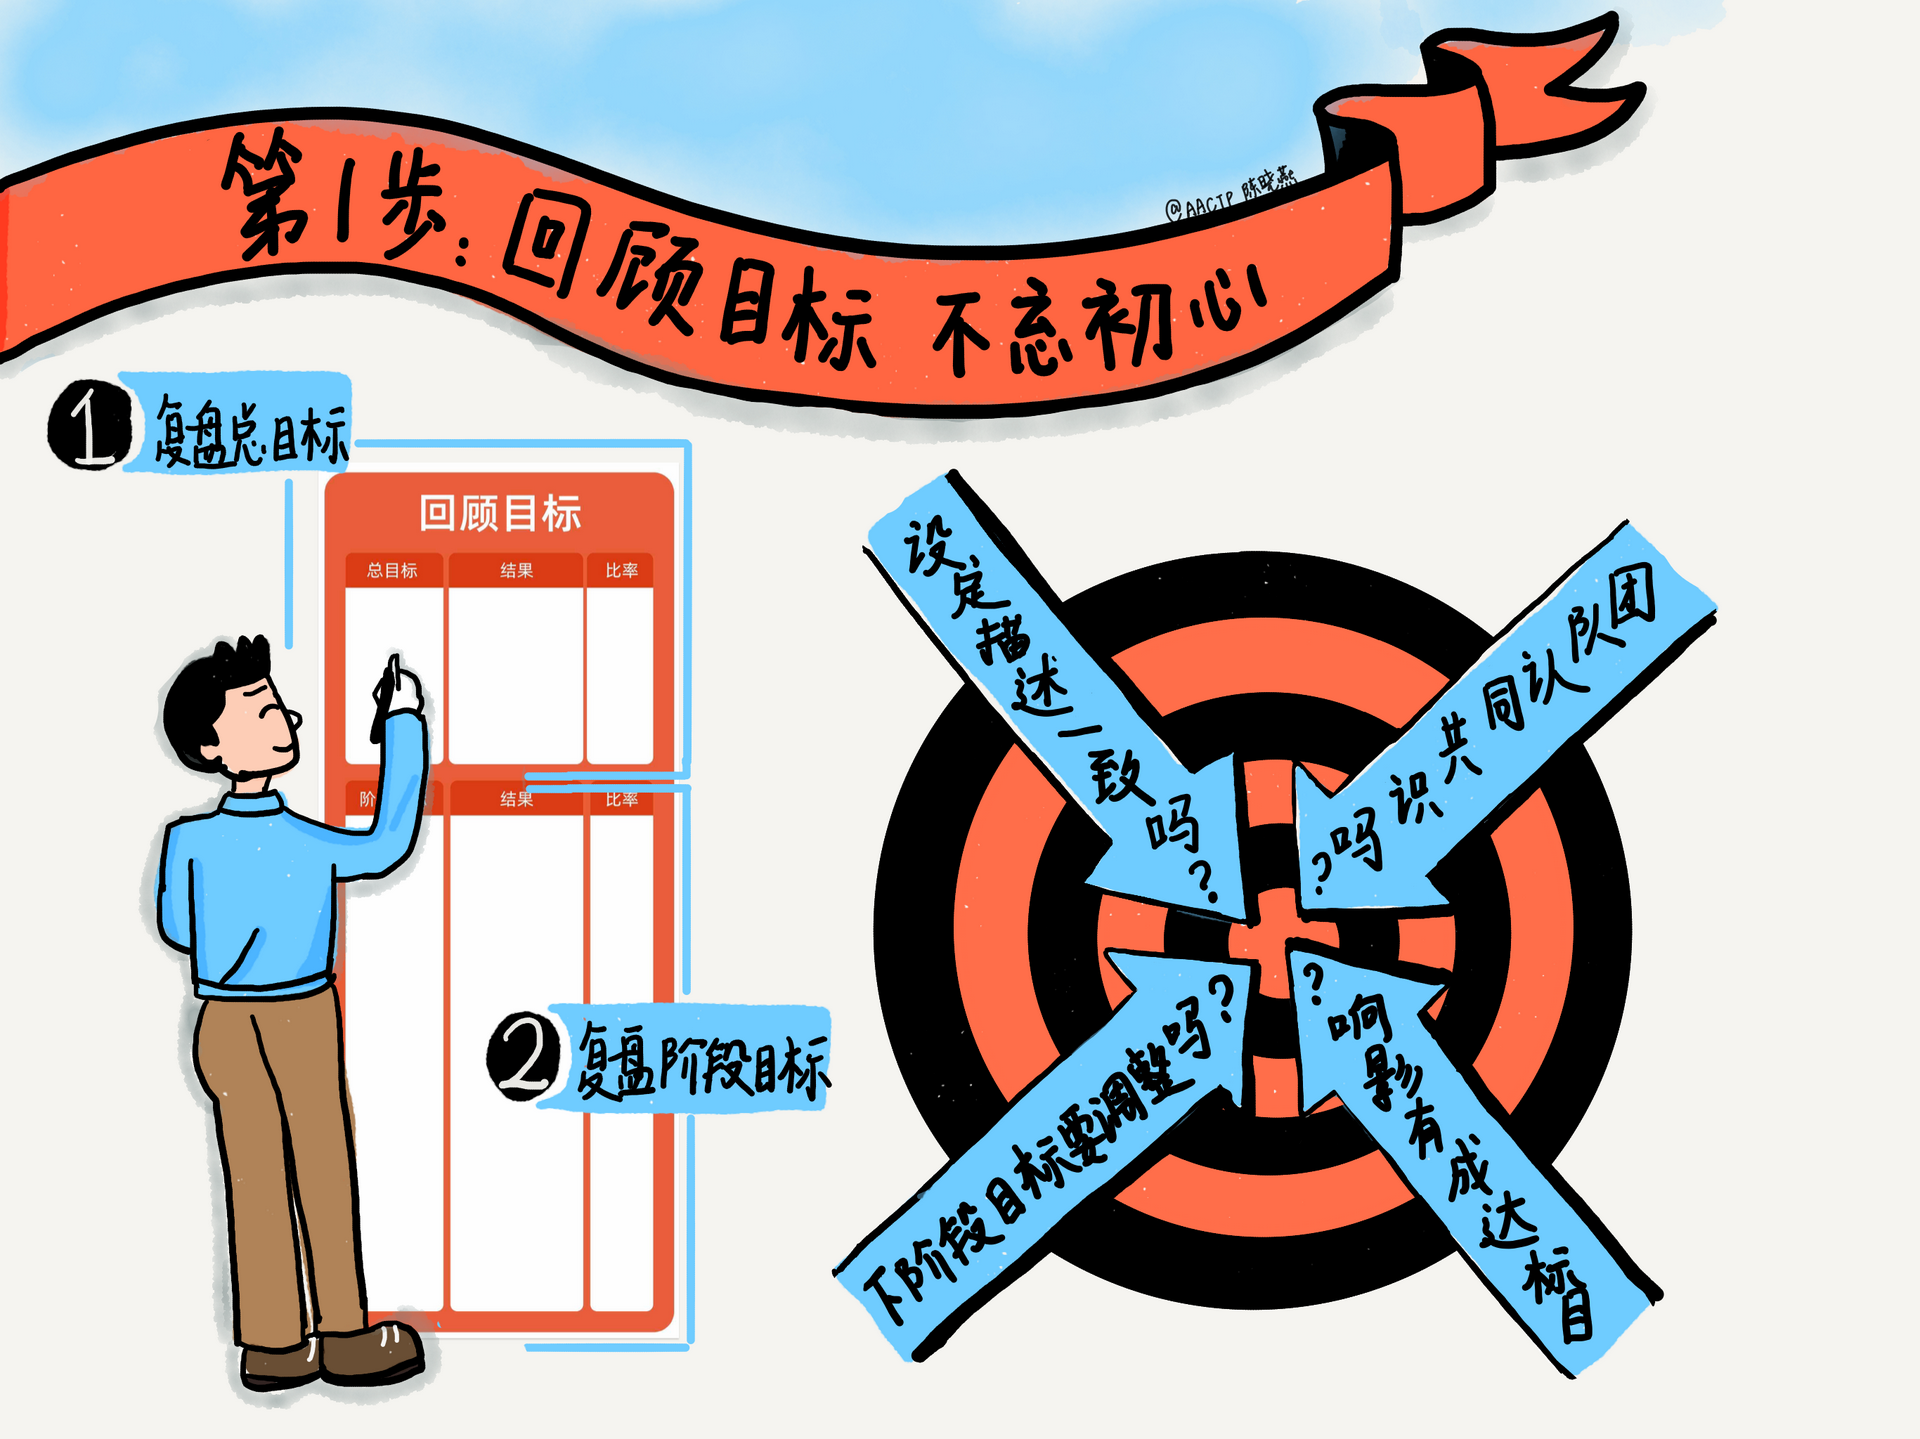 @AACTP 陈晓燕
第1步：回顾目标 不忘初心
1 复盘总目标
回顾目标
总目标 结果 比率
阶 结果 比率
2 复盘阶段目标
设定描述一致吗？
团队认同共识吗？
下阶段目标要调整吗？
目标达成有影响？